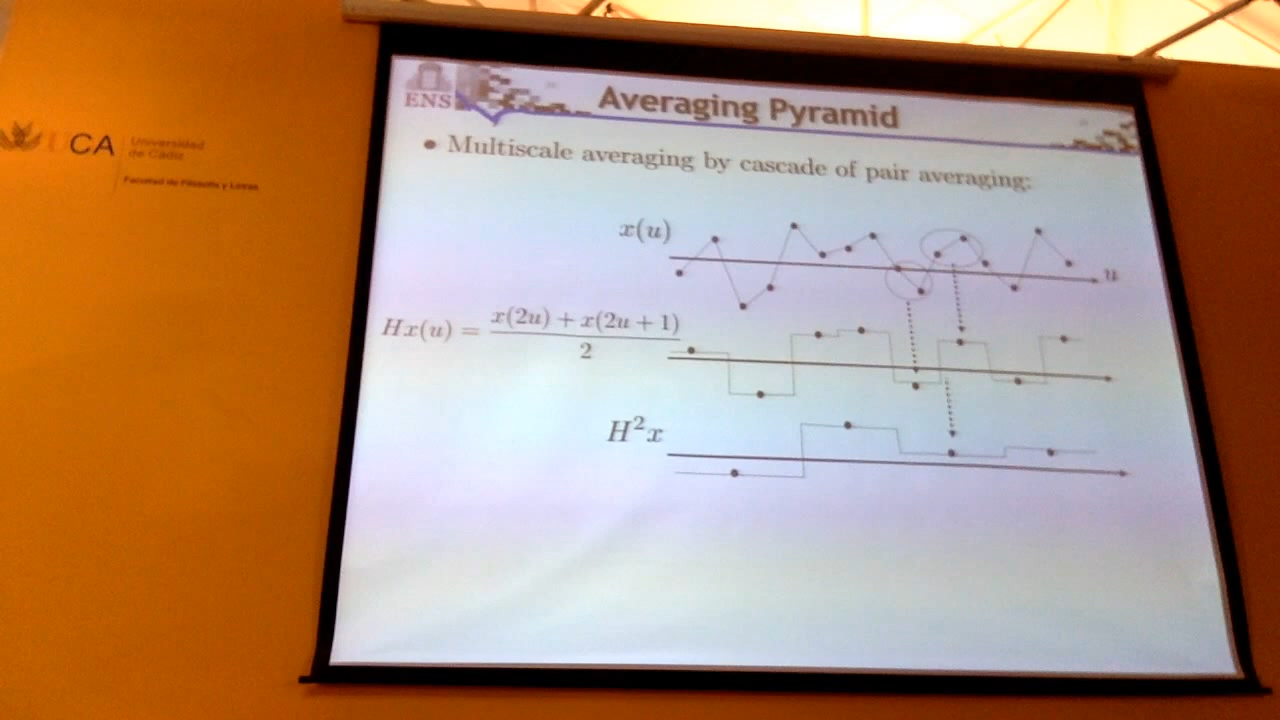 UCA
Universidad
de Cádiz
Facultad de Filosofía y Letras
ENS
Averaging Pyramid
• Multiscale averaging by cascade of pair averaging:
x(u)
u
Hx(u) = x(2u) + x(2u + 1) / 2
H²x